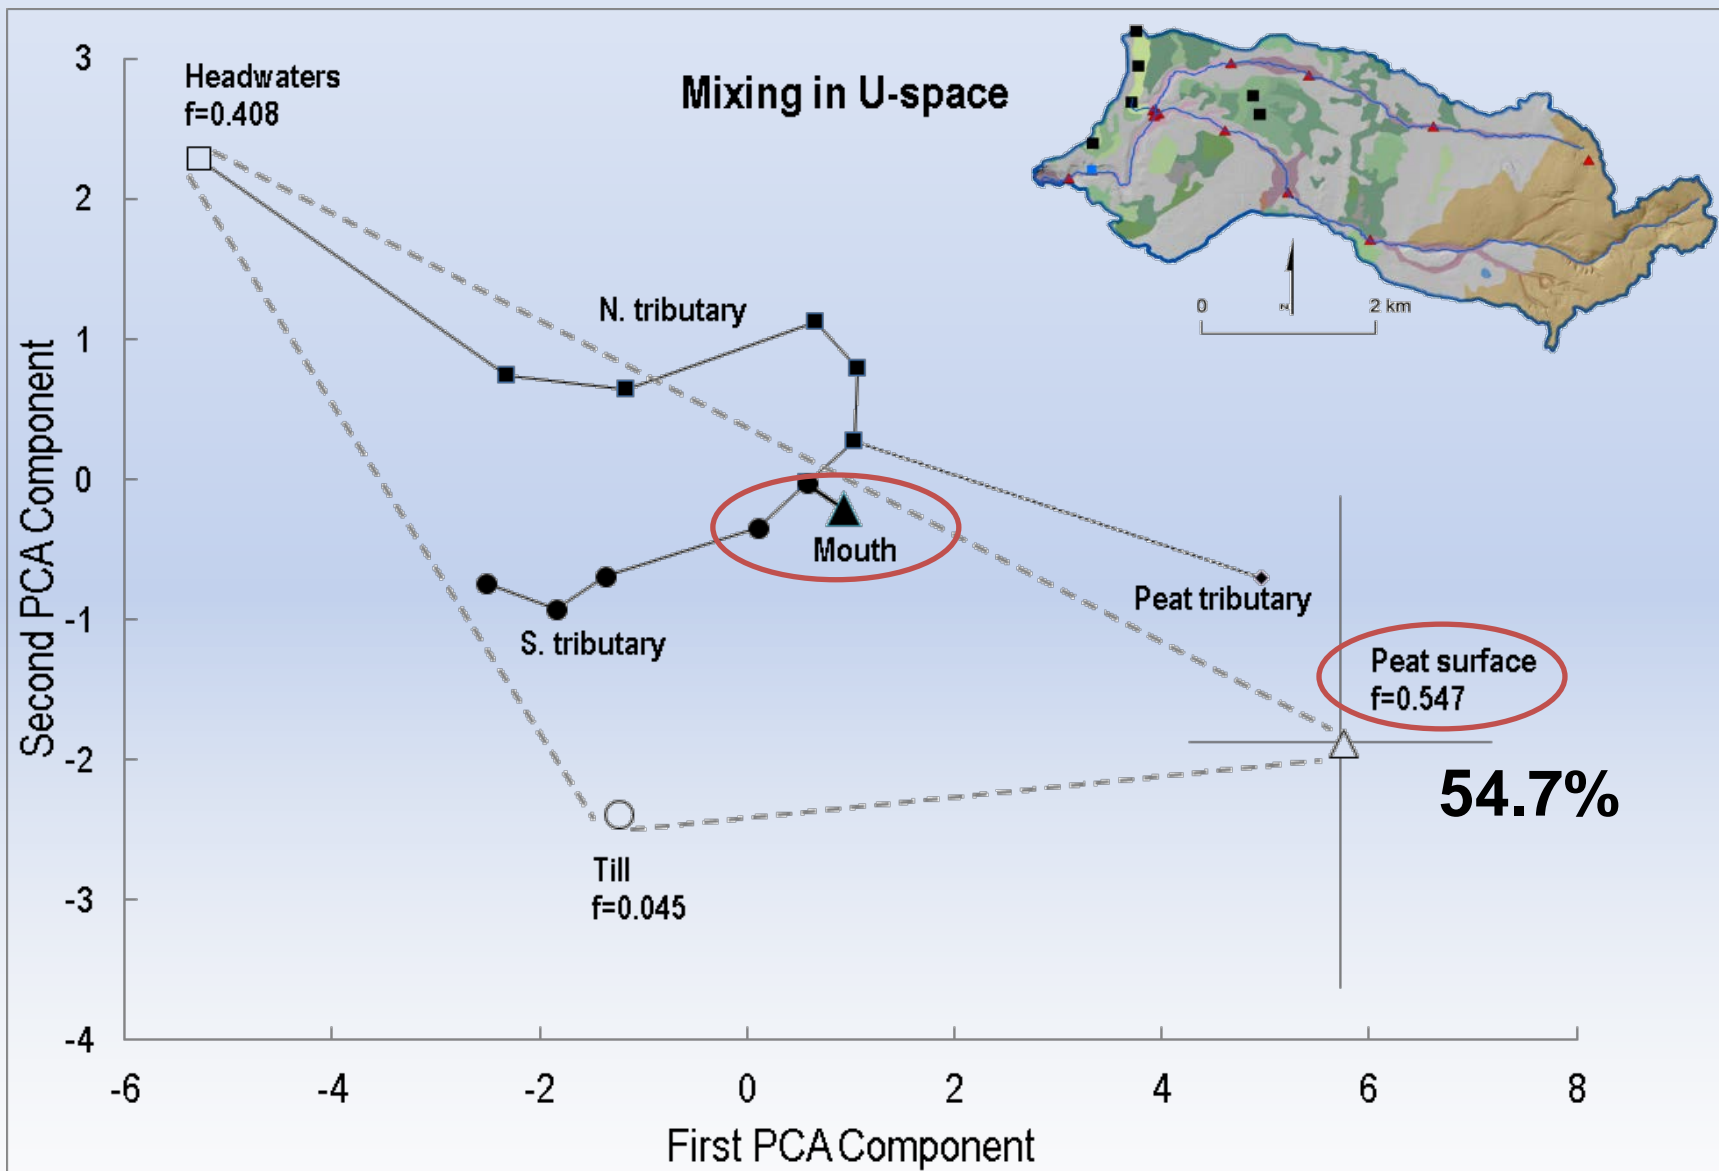 Mixing in U-space
Headwaters
f=0.408
N. tributary
S. tributary
Mouth
Peat tributary
Peat surface
f=0.547
54.7%
Till
f=0.045
0
N
2 km
3
2
1
0
-1
-2
-3
-4
Second PCA Component
-6
-4
-2
0
2
4
6
8
First PCA Component